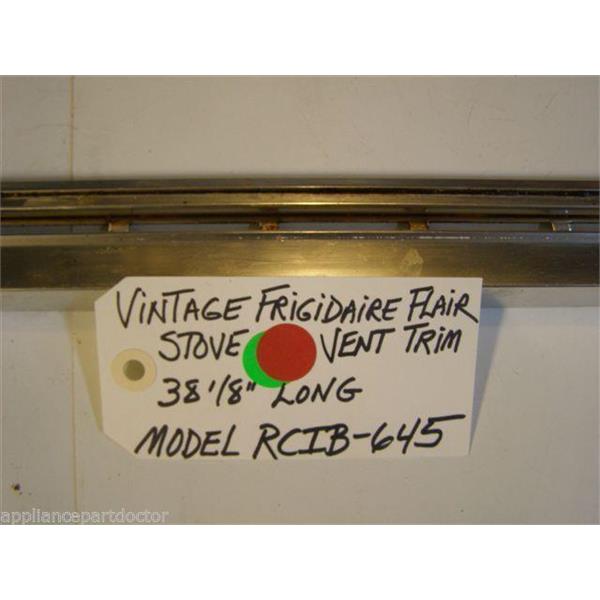 VINTAGE FRIGIDAIRE FLAIR
STOVE VENT TRIM
38 1/8" LONG
MODEL RCIB-645
appliancepartdoctor